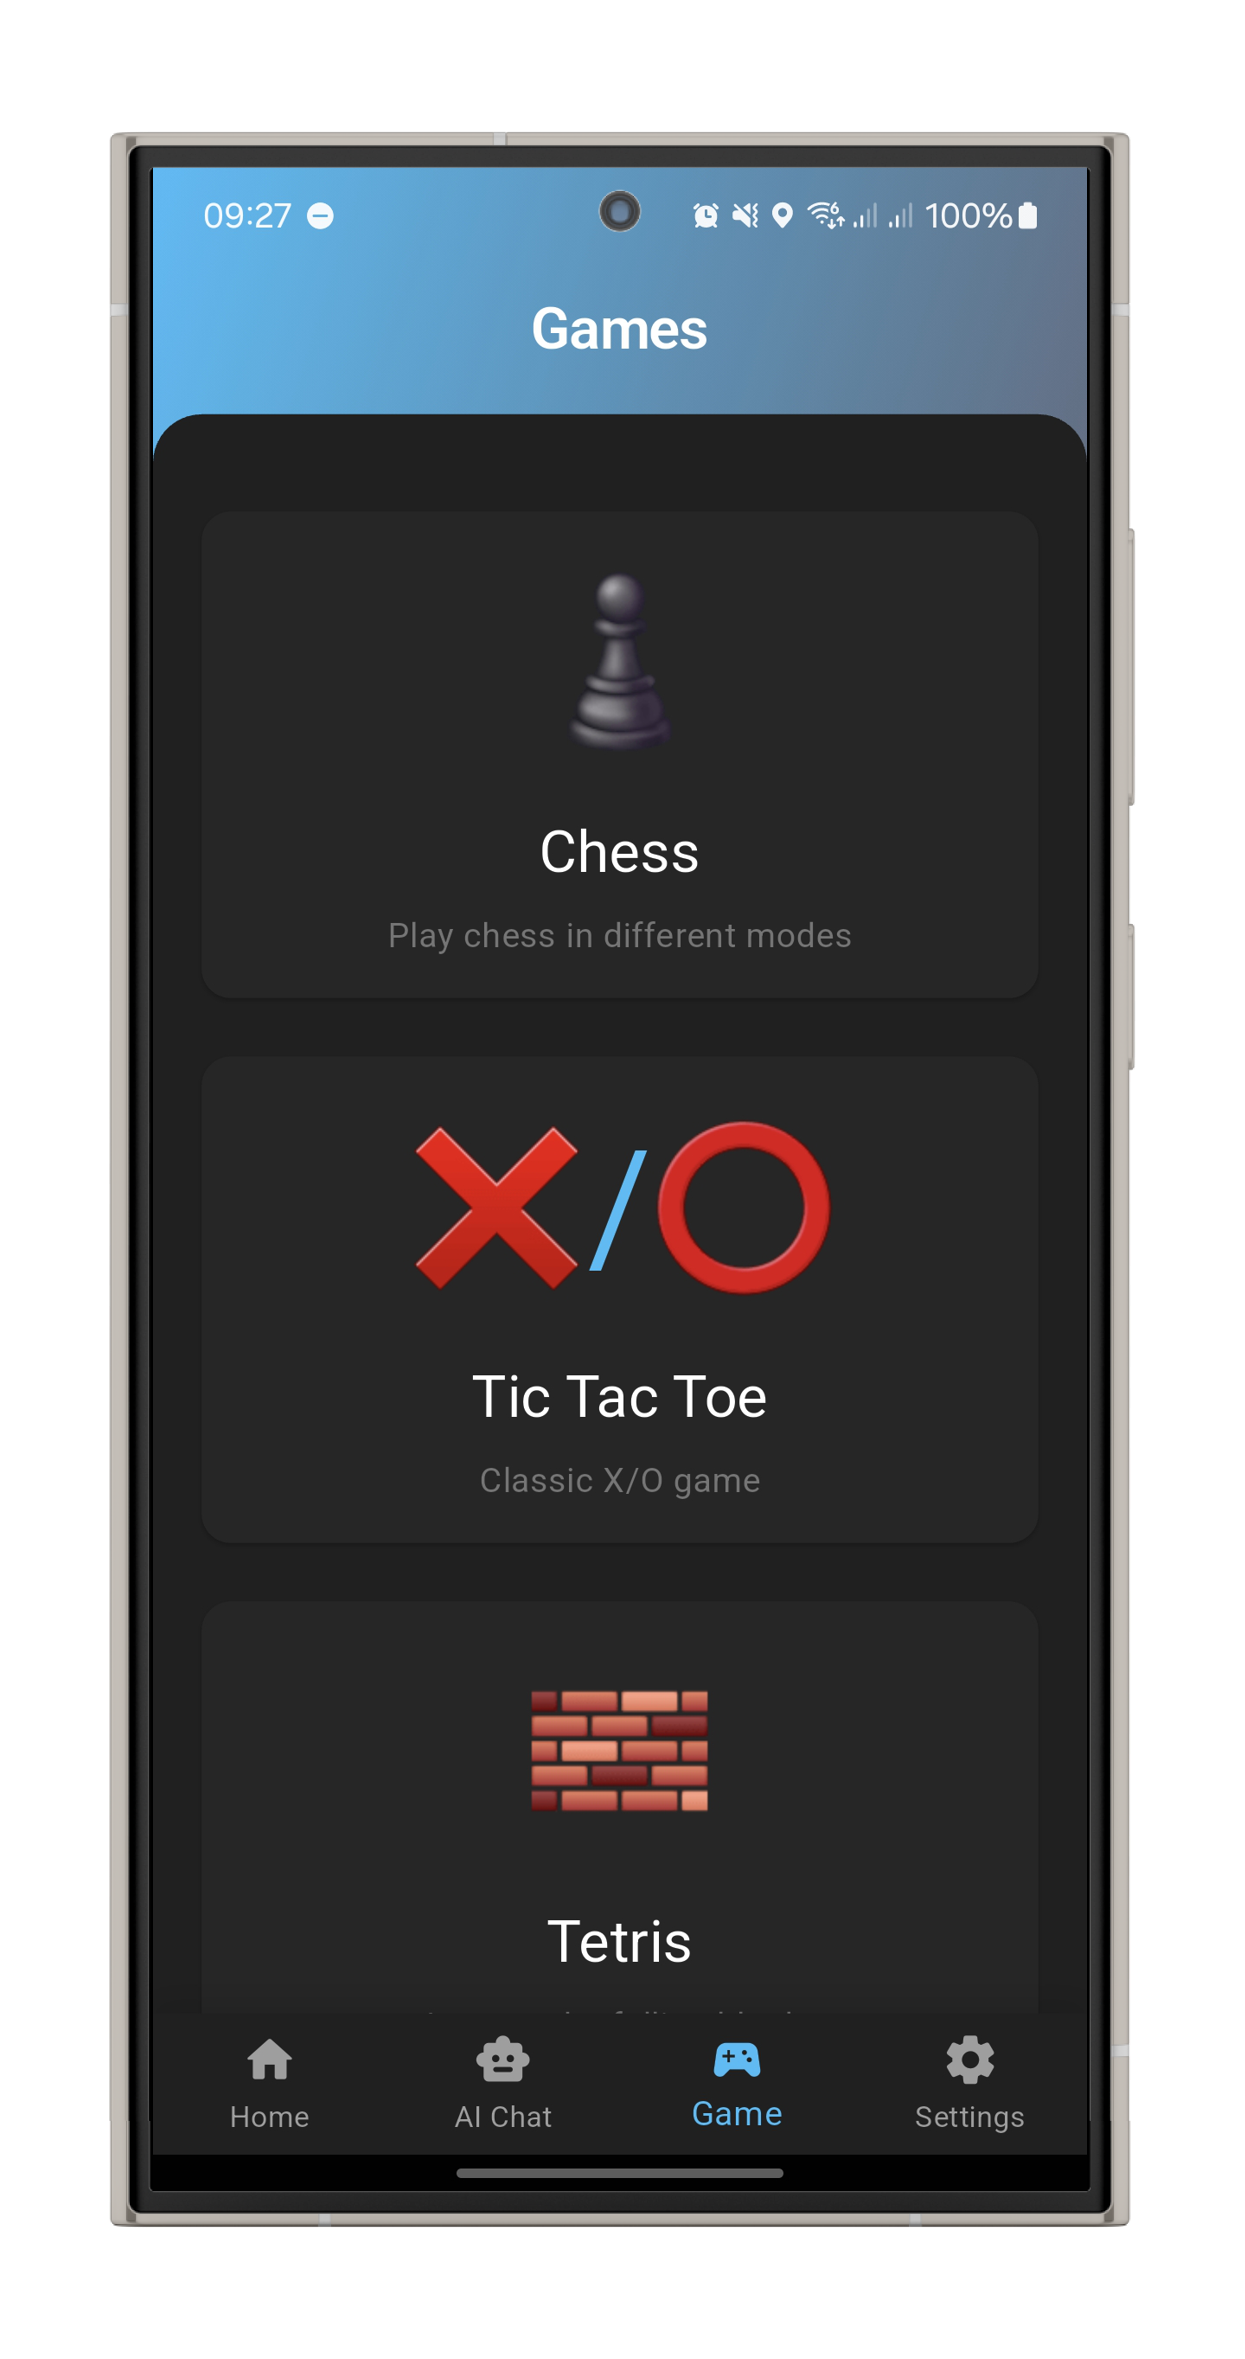 09:27 100%
Games
Chess
Play chess in different modes
Tic Tac Toe
Classic X/O game
Tetris
Home AI Chat Game Settings